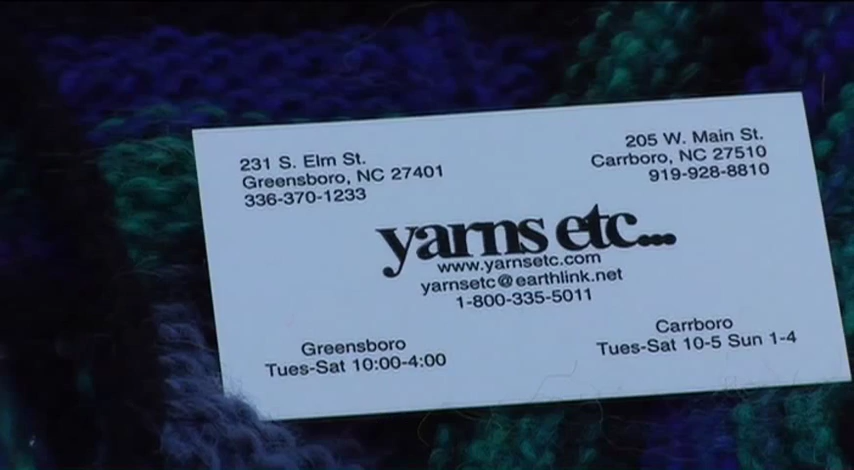 231 S. Elm St.
Greensboro, NC 27401
336-370-1233
205 W. Main St.
Carrboro, NC 27510
919-928-8810
yarns etc...
www.yarnsetc.com
yarnsetc@earthlink.net
1-800-335-5011
Greensboro
Tues-Sat 10:00-4:00
Carrboro
Tues-Sat 10-5 Sun 1-4